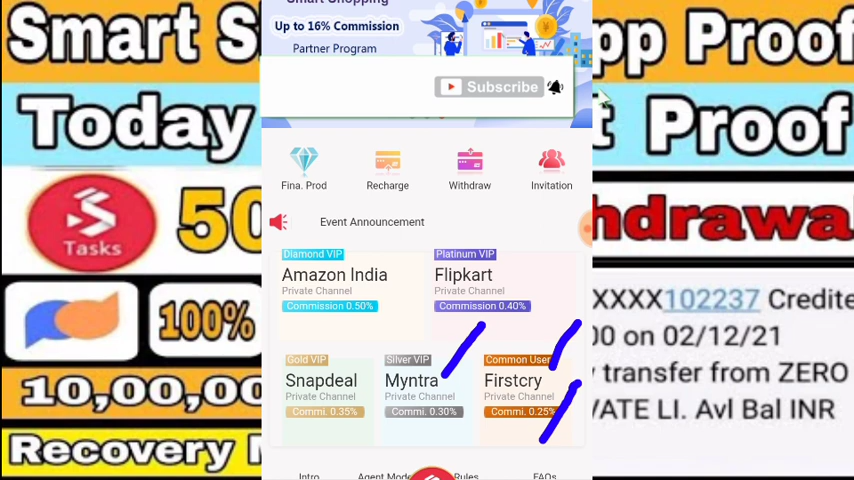 Smart S
Today
Tasks
50
100%
10,00,00
Recovery
Smart Shopping
Up to 16% Commission
Partner Program
Subscribe
Fina. Prod
Recharge
Withdraw
Invitation
Event Announcement
Diamond VIP
Amazon India
Private Channel
Commission 0.50%
Platinum VIP
Flipkart
Private Channel
Commission 0.40%
Gold VIP
Snapdeal
Private Channel
Commi. 0.35%
Silver VIP
Myntra
Private Channel
Commi. 0.30%
Common User
Firstcry
Private Channel
Commi. 0.25%
Intro
Agent Mode
Rules
FAQs
pp Proof
t Proof
hdrawa
XXXX102237 Credite
00 on 02/12/21
y transfer from ZERO
VATE LI. Avl Bal INR